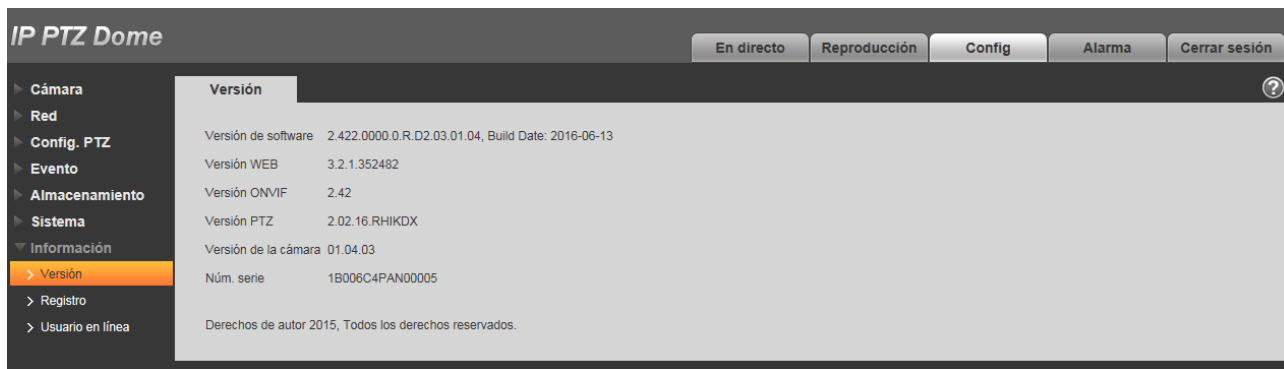 IP PTZ Dome
En directo
Reproducción
Config
Alarma
Cerrar sesión
Cámara
Red
Config. PTZ
Evento
Almacenamiento
Sistema
Información
Versión
Registro
Usuario en línea
Versión
?
Versión de software 2.422.0000.0.R.D2.03.01.04, Build Date: 2016-06-13
Versión WEB 3.2.1.352482
Versión ONVIF 2.42
Versión PTZ 2.02.16.RHIKDX
Versión de la cámara 01.04.03
Núm. serie 1B006C4PAN00005
Derechos de autor 2015, Todos los derechos reservados.